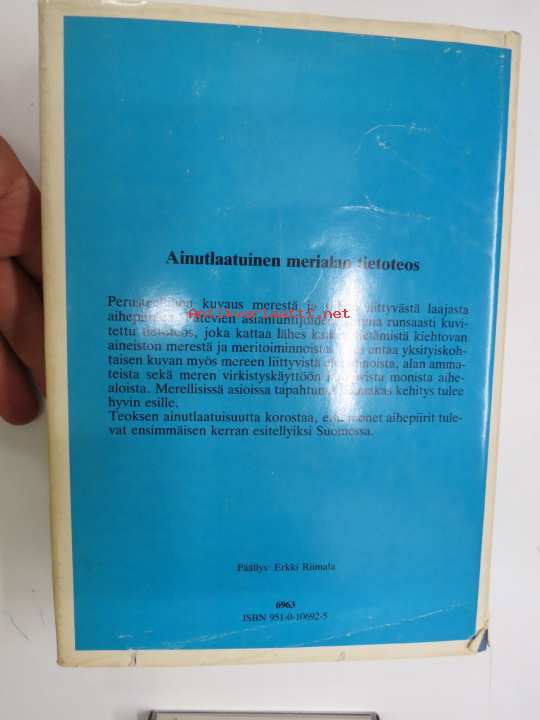 Ainutlaatuinen merialan tietoteos
Perusteellinen kuvaus merestä ja liittyvästä laajasta
aihepiiristä. Pätevien asiantuntijoiden runsaasti kuvi-
tettu tietoteos, joka kattaa lähes kiehtovan
aineiston merestä ja meritoiminnoista antaa yksityiskoh-
taisen kuvan myös mereen liittyvistä alan amma-
teista sekä meren virkistyskäyttöön monista aihe-
aloista. Merellisissä asioissa tapahtunut kehitys tulee
hyvin esille.
Teoksen ainutlaatuisuutta korostaa, että monet aihepiirit tule-
vat ensimmäisen kerran esitellyiksi Suomessa.
Päällys: Erkki Riimala
6963
ISBN 951-0-10692-5